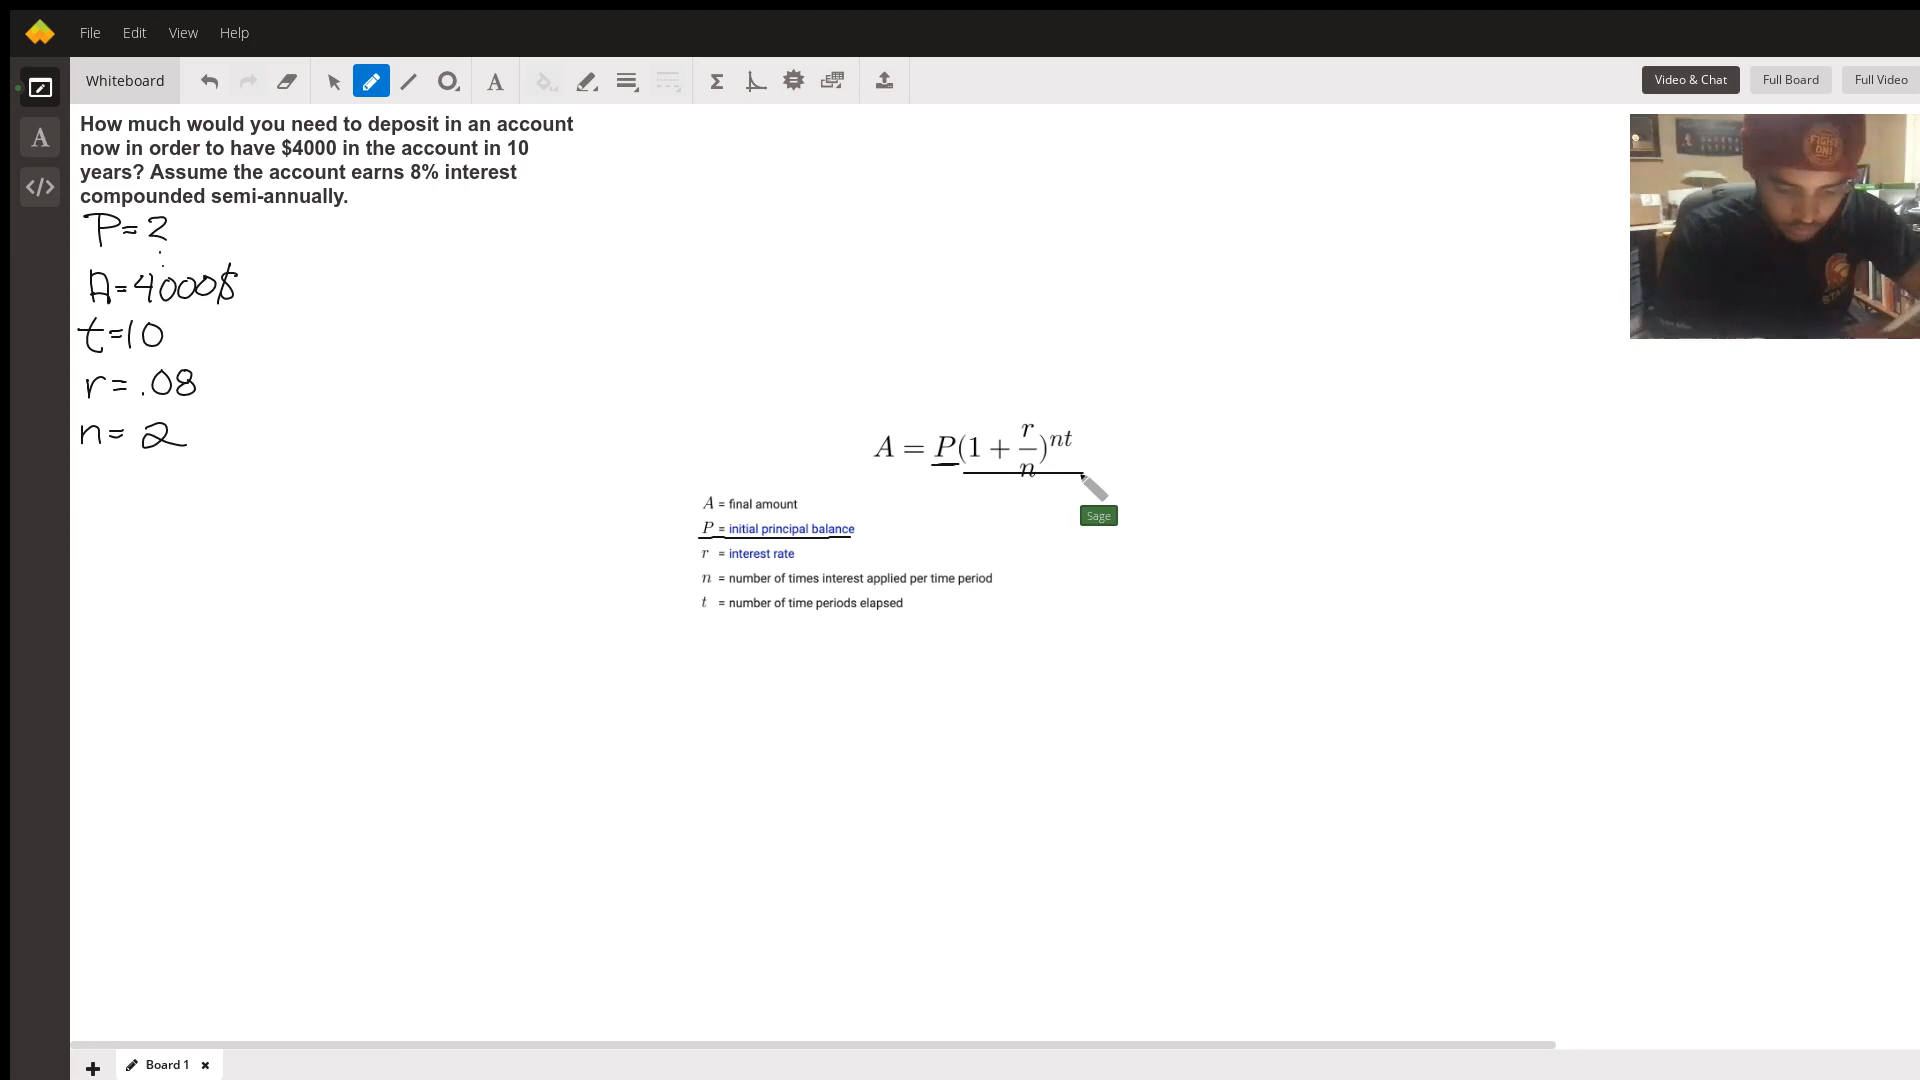 File Edit View Help
Whiteboard A Σ Video & Chat Full Board Full Video
A
</>
How much would you need to deposit in an account
now in order to have $4000 in the account in 10
years? Assume the account earns 8% interest
compounded semi-annually.
P= ?
A= 4000$
t=10
r= .08
n= 2
A = P(1 + r/n)^nt
A = final amount
P = initial principal balance
r = interest rate
n = number of times interest applied per time period
t = number of time periods elapsed
Sage
FIGHT
ON!
Board 1